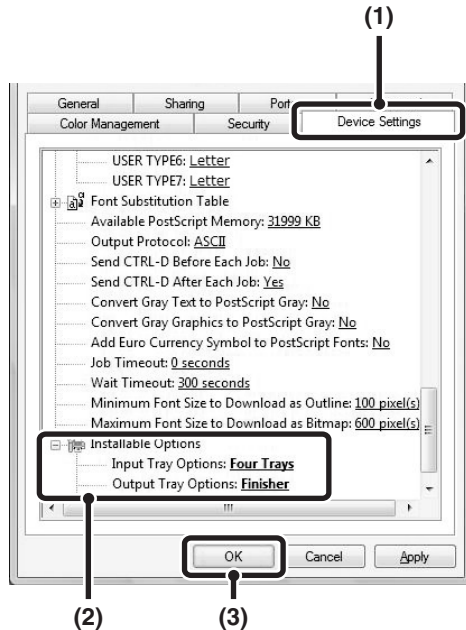 (1)
General Sharing Port
Color Management Security Device Settings
USER TYPE6: Letter
USER TYPE7: Letter
Font Substitution Table
Available PostScript Memory: 31999 KB
Output Protocol: ASCII
Send CTRL-D Before Each Job: No
Send CTRL-D After Each Job: Yes
Convert Gray Text to PostScript Gray: No
Convert Gray Graphics to PostScript Gray: No
Add Euro Currency Symbol to PostScript Fonts: No
Job Timeout: 0 seconds
Wait Timeout: 300 seconds
Minimum Font Size to Download as Outline: 100 pixel(s)
Maximum Font Size to Download as Bitmap: 600 pixel(s)
Installable Options
Input Tray Options: Four Trays
Output Tray Options: Finisher
OK Cancel Apply
(2) (3)